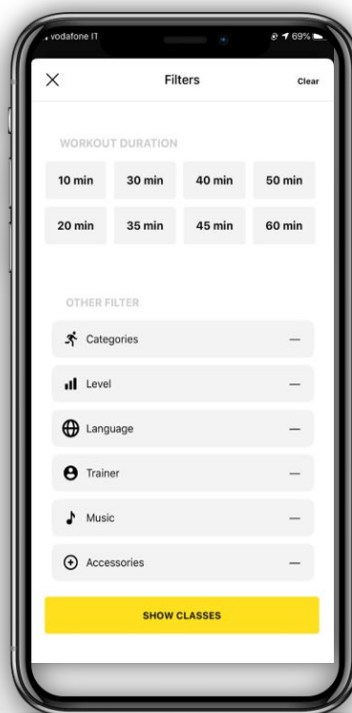 vodafone IT 69%
Filters Clear
WORKOUT DURATION
10 min 30 min 40 min 50 min
20 min 35 min 45 min 60 min
OTHER FILTER
Categories —
Level —
Language —
Trainer —
Music —
Accessories —
SHOW CLASSES